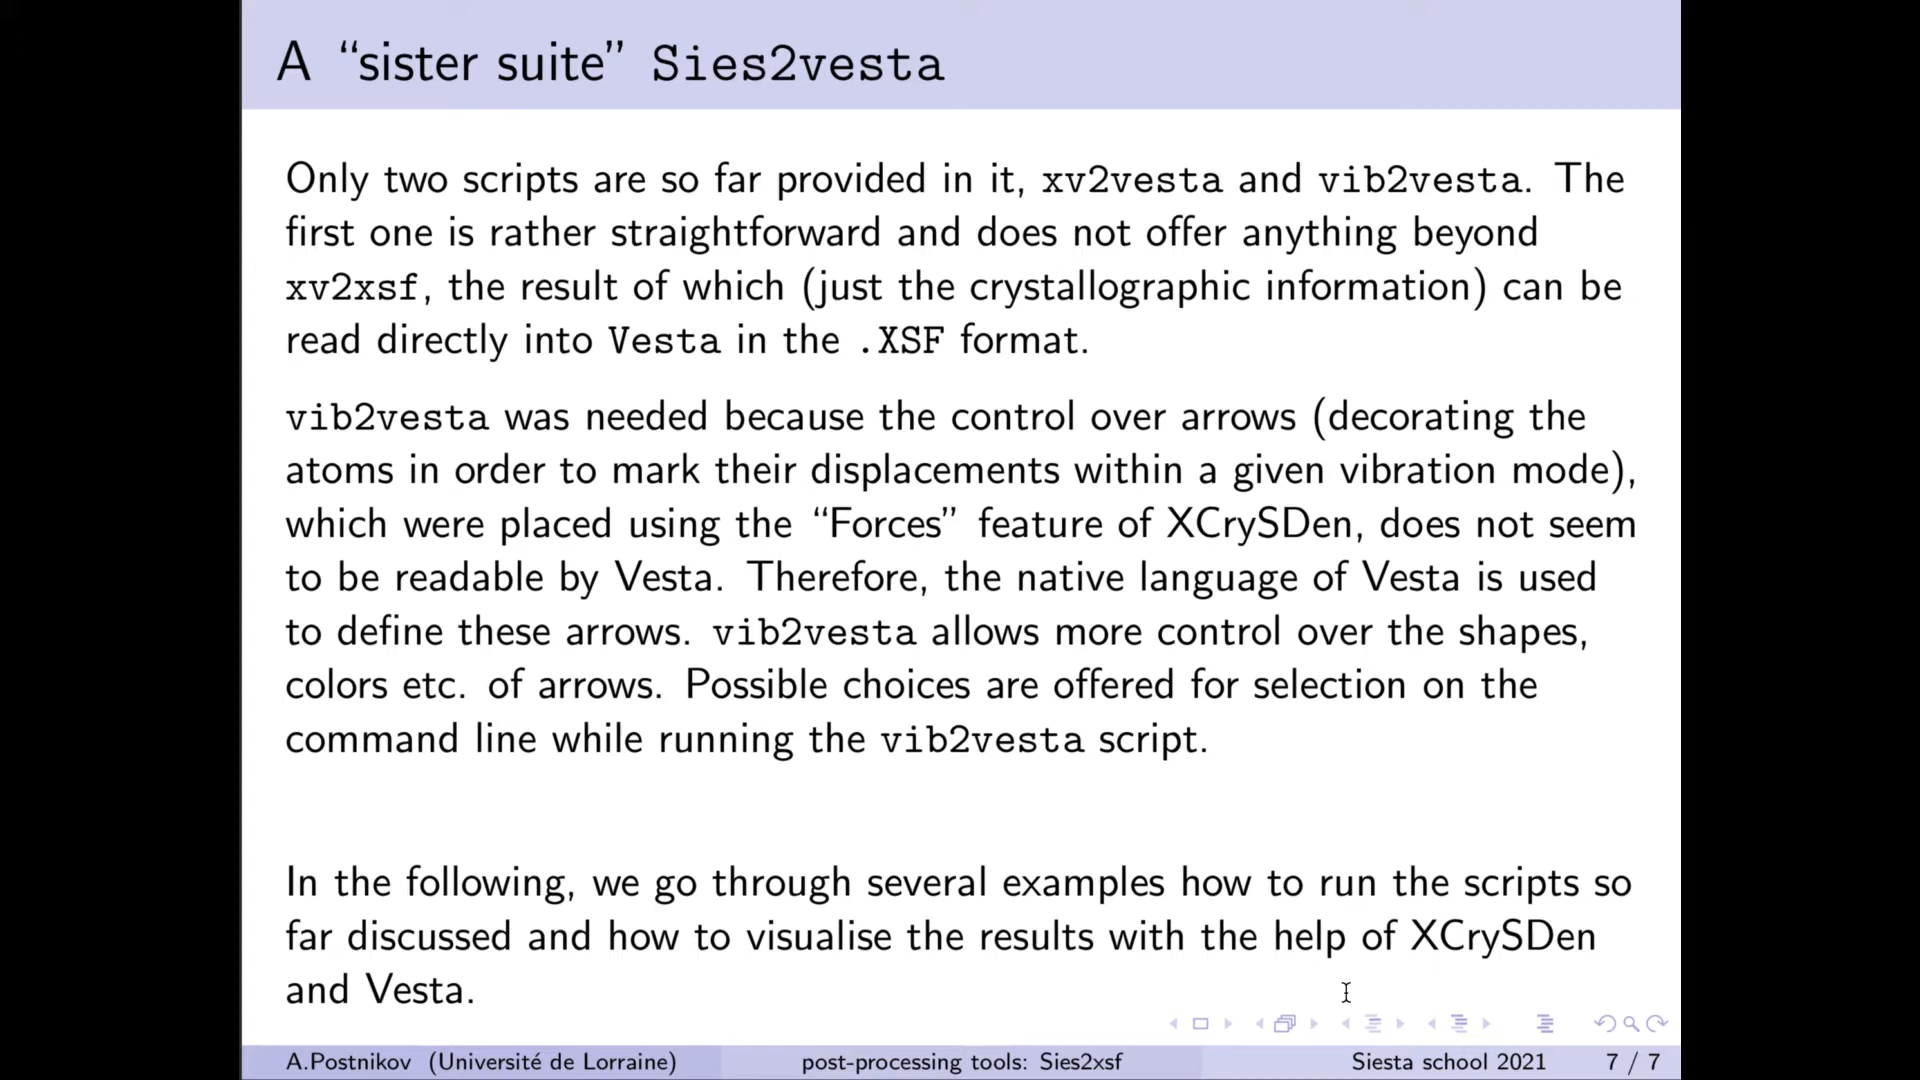 A “sister suite” Sies2vesta
Only two scripts are so far provided in it, xv2vesta and vib2vesta. The
first one is rather straightforward and does not offer anything beyond
xv2xsf, the result of which (just the crystallographic information) can be
read directly into Vesta in the .XSF format.
vib2vesta was needed because the control over arrows (decorating the
atoms in order to mark their displacements within a given vibration mode),
which were placed using the “Forces” feature of XCrySDen, does not seem
to be readable by Vesta. Therefore, the native language of Vesta is used
to define these arrows. vib2vesta allows more control over the shapes,
colors etc. of arrows. Possible choices are offered for selection on the
command line while running the vib2vesta script.
In the following, we go through several examples how to run the scripts so
far discussed and how to visualise the results with the help of XCrySDen
and Vesta.
A.Postnikov (Université de Lorraine) post-processing tools: Sies2xsf Siesta school 2021 7 / 7